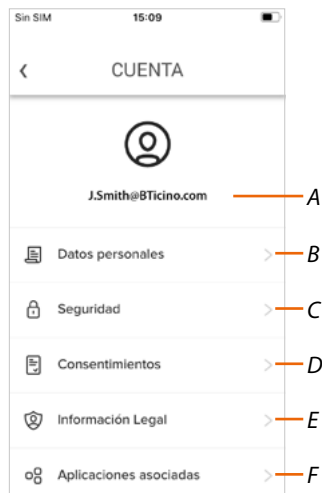 Sin SIM 15:09
CUENTA
J.Smith@BTicino.com A
Datos personales B
Seguridad C
Consentimientos D
Información Legal E
Aplicaciones asociadas F